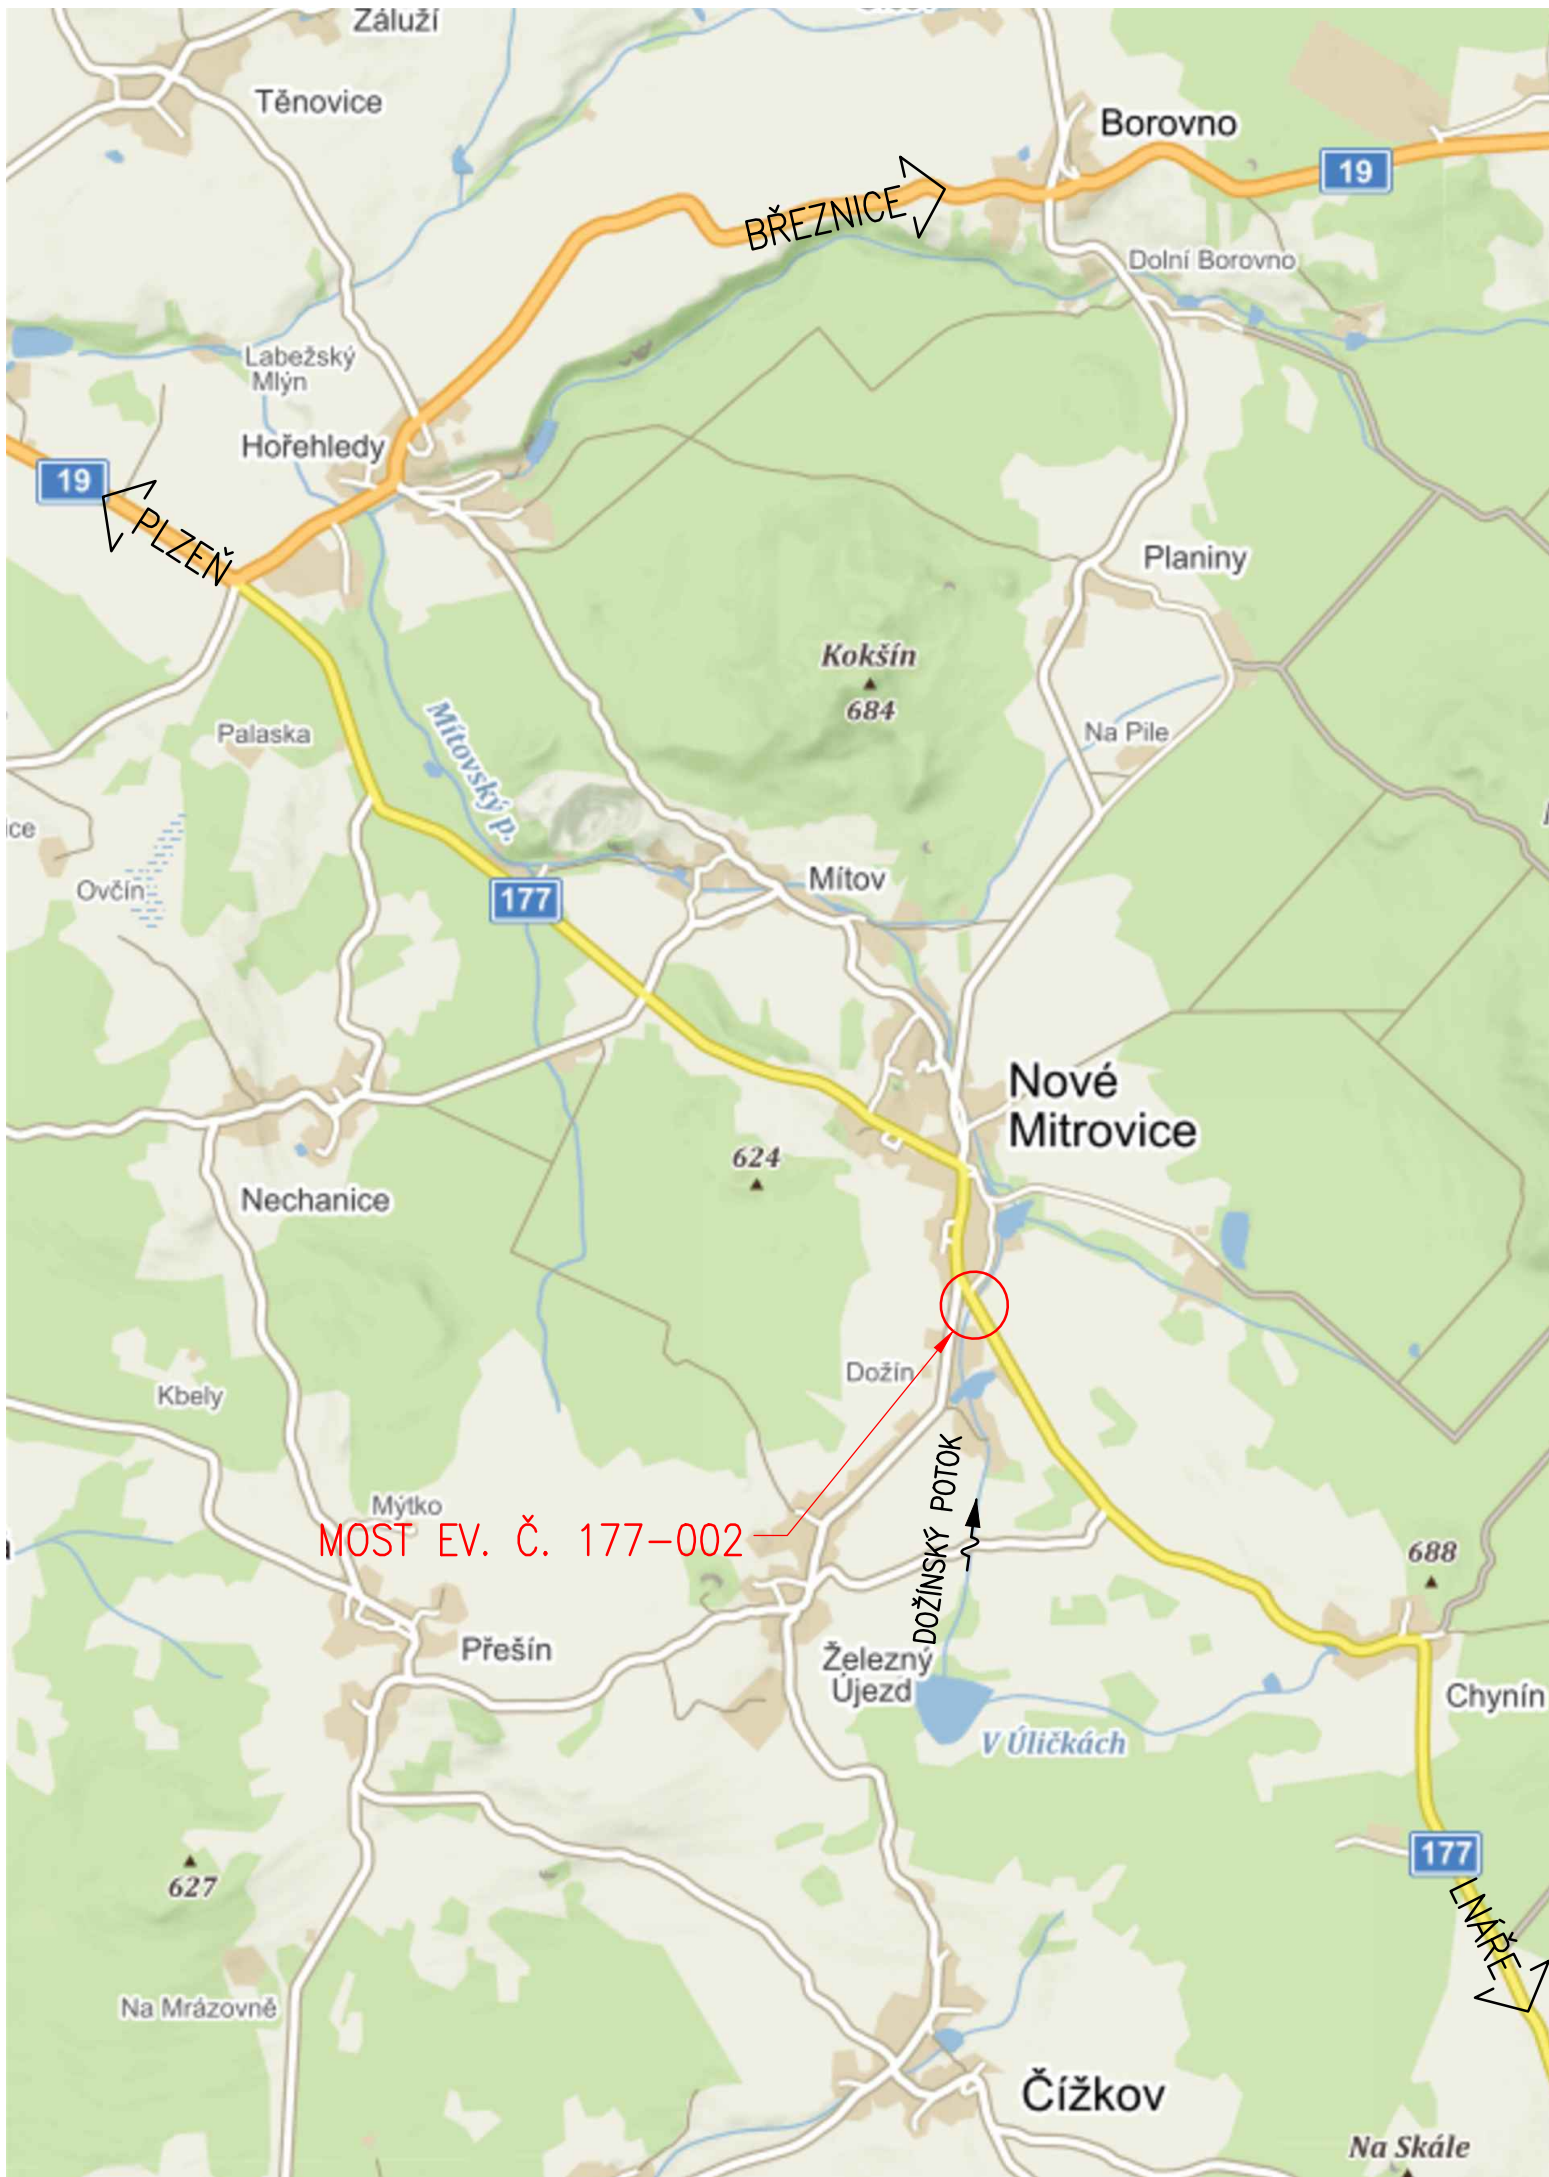 Záluží
Těnovice
Borovno
19
BŘEZNICE
Dolní Borovno
Labežský
Mlýn
Hořehledy
19
PLZEŇ
Planiny
Kokšín
684
Palaska
Mítovský p.
Na Pile
ice
Ovčín
177
Mítov
Nové
Mitrovice
624
Nechanice
Dožín
Kbely
DOŽÍNSKÝ POTOK
Mýtko
MOST EV. Č. 177-002
688
Přešín
Železný
Újezd
V Úličkách
Chynín
177
LNÁŘE
627
Na Mrázovně
Čížkov
Na Skále